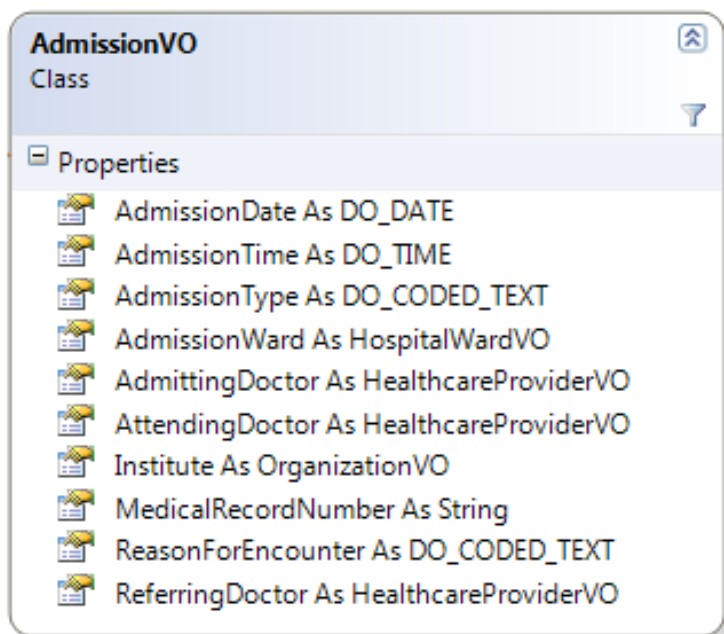 AdmissionVO
Class
Properties
AdmissionDate As DO_DATE
AdmissionTime As DO_TIME
AdmissionType As DO_CODED_TEXT
AdmissionWard As HospitalWardVO
AdmittingDoctor As HealthcareProviderVO
AttendingDoctor As HealthcareProviderVO
Institute As OrganizationVO
MedicalRecordNumber As String
ReasonForEncounter As DO_CODED_TEXT
ReferringDoctor As HealthcareProviderVO